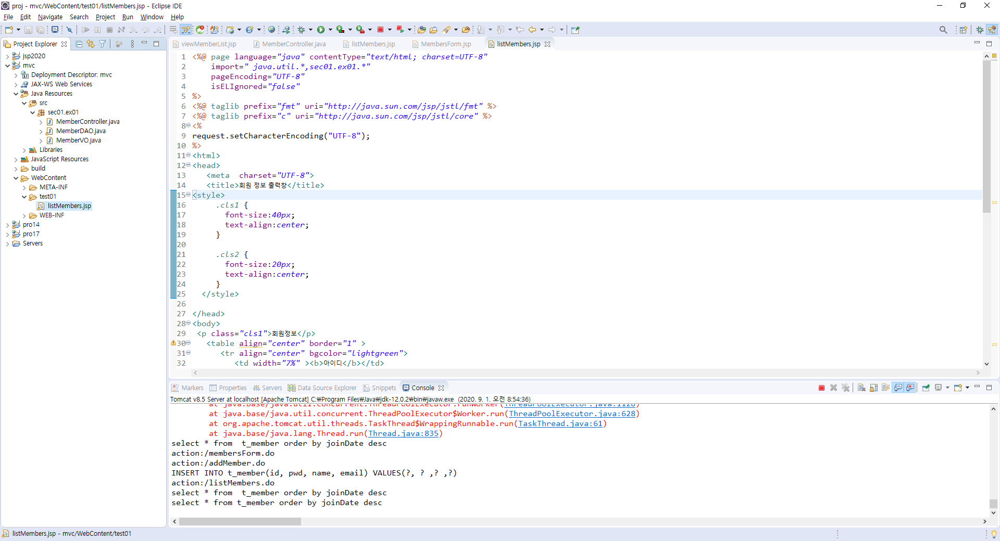 proj - mvc/WebContent/test01/listMembers.jsp - Eclipse IDE
File Edit Navigate Search Project Run Window Help
Project Explorer
jsp2020
mvc
Deployment Descriptor: mvc
JAX-WS Web Services
Java Resources
src
sec01.ex01
MemberController.java
MemberDAO.java
MemberVO.java
Libraries
JavaScript Resources
build
WebContent
META-INF
test01
listMembers.jsp
WEB-INF
pro14
pro17
Servers
viewMemberList.jsp MemberController.java listMembers.jsp MembersForm.jsp listMembers.jsp
1 <%@ page language="java" contentType="text/html; charset=UTF-8"
2     import=" java.util.*,sec01.ex01.*"
3     pageEncoding="UTF-8"
4     isELIgnored="false"
5 %>
6 <%@ taglib prefix="fmt" uri="http://java.sun.com/jsp/jstl/fmt" %>
7 <%@ taglib prefix="c" uri="http://java.sun.com/jsp/jstl/core" %>
8 <%
9 request.setCharacterEncoding("UTF-8");
10 %>
11 <html>
12 <head>
13    <meta  charset="UTF-8">
14    <title>회원 정보 출력창</title>
15 <style>
16      .cls1 {
17        font-size:40px;
18        text-align:center;
19      }
20
21      .cls2 {
22        font-size:20px;
23        text-align:center;
24      }
25   </style>
26
27 </head>
28 <body>
29  <p class="cls1">회원정보</p>
30    <table align="center" border="1" >
31       <tr align="center" bgcolor="lightgreen">
32          <td width="7%" ><b>아이디</b></td>
Markers Properties Servers Data Source Explorer Snippets Console
Tomcat v8.5 Server at localhost [Apache Tomcat] C:₩Program Files₩Java₩jdk-12.0.2₩bin₩javaw.exe (2020. 9. 1. 오전 8:54:36)
at java.base/java.util.concurrent.ThreadPoolExecutor.runWorker(ThreadPoolExecutor.java:1128)
at java.base/java.util.concurrent.ThreadPoolExecutor$Worker.run(ThreadPoolExecutor.java:628)
at org.apache.tomcat.util.threads.TaskThread$WrappingRunnable.run(TaskThread.java:61)
at java.base/java.lang.Thread.run(Thread.java:835)
select * from  t_member order by joinDate desc
action:/membersForm.do
action:/addMember.do
INSERT INTO t_member(id, pwd, name, email) VALUES(?, ? ,? ,?)
action:/listMembers.do
select * from  t_member order by joinDate desc
select * from t_member order by joinDate desc
listMembers.jsp - mvc/WebContent/test01